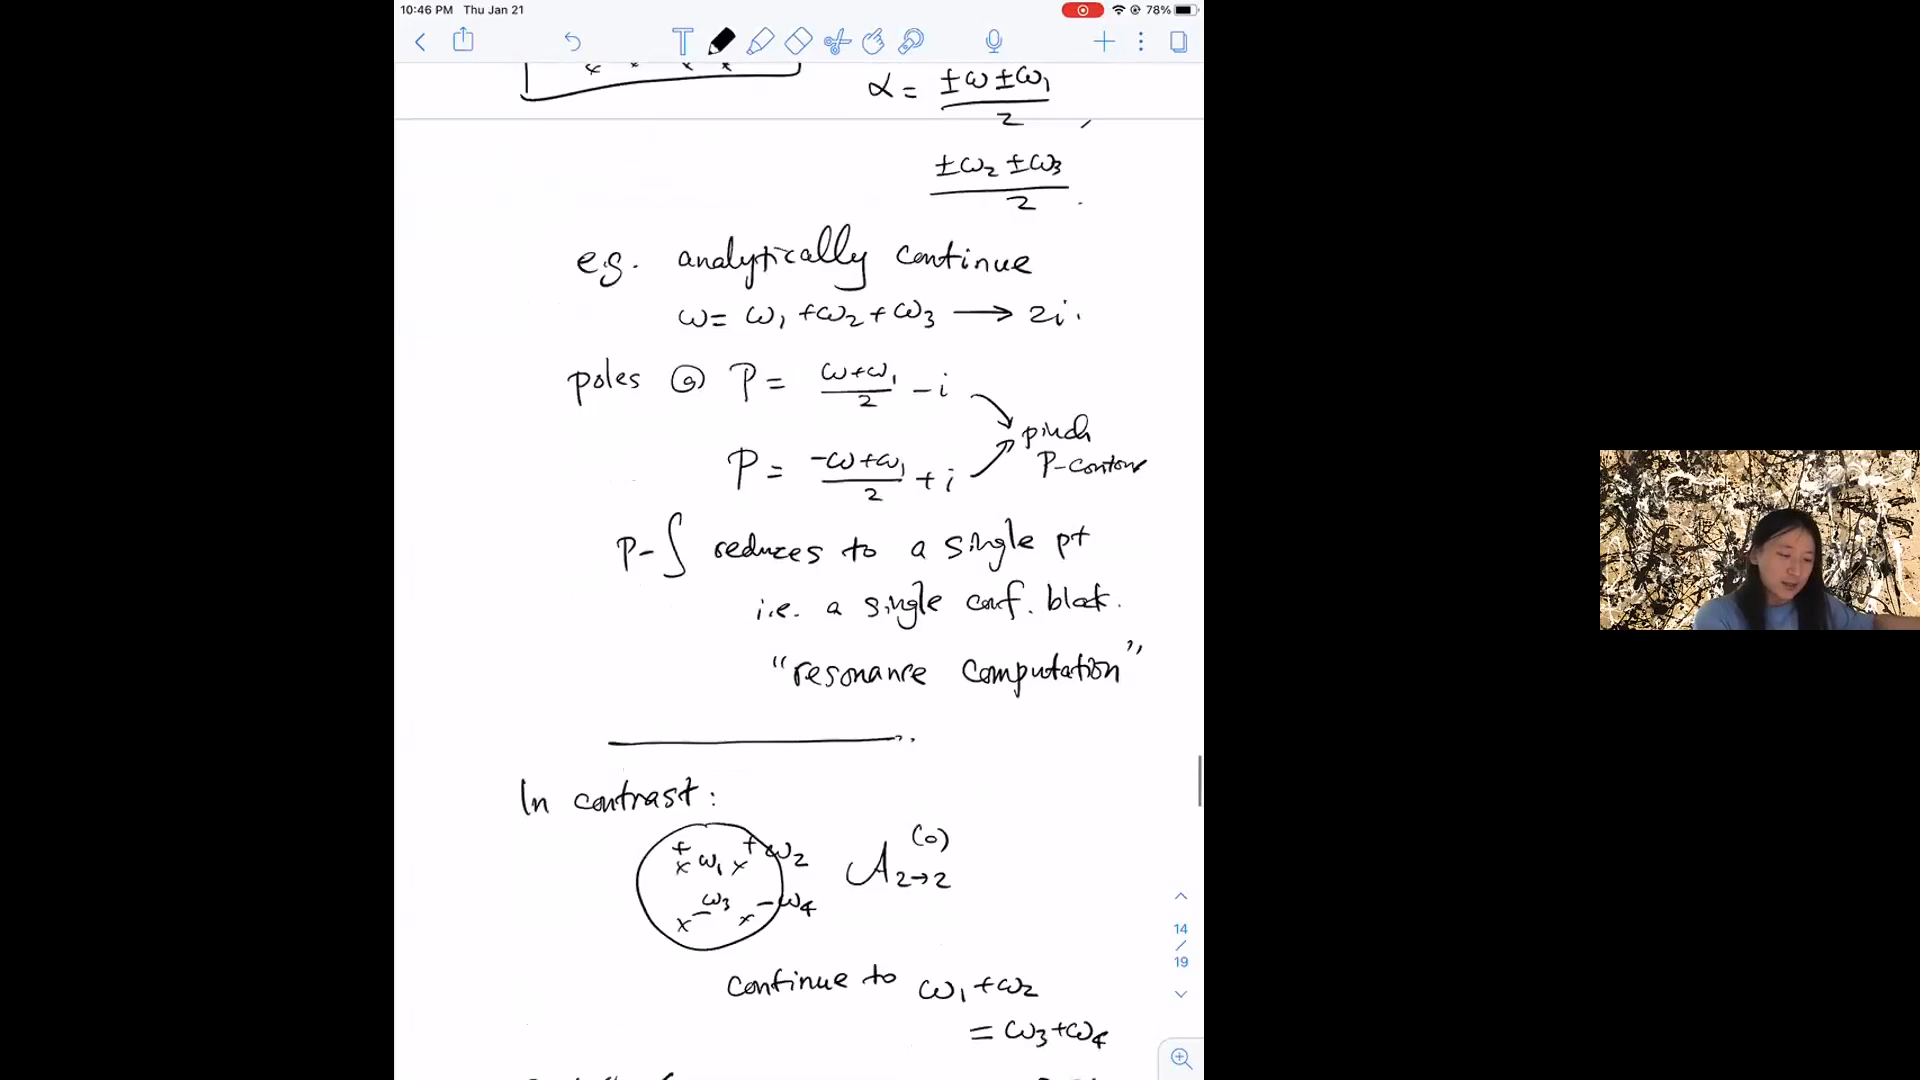 10:46 PM Thu Jan 21 78%
α = ±ω ±ω₁ / 2 ,
±ω₂ ±ω₃ / 2 .
e.g. analytically continue
ω = ω₁ + ω₂ + ω₃ → 2i.
poles @ P = ω+ω₁ / 2 - i
pinch
P-contour
P = -ω+ω₁ / 2 + i
P-∫ reduces to a single pt
i.e. a single conf. block.
"resonance computation"
In contrast:
+ + ω₂
x ω₁ x
A₂→₂⁽⁰⁾
ω₃ - ω₄
x - x
14
/
19
continue to ω₁+ω₂
= ω₃+ω₄